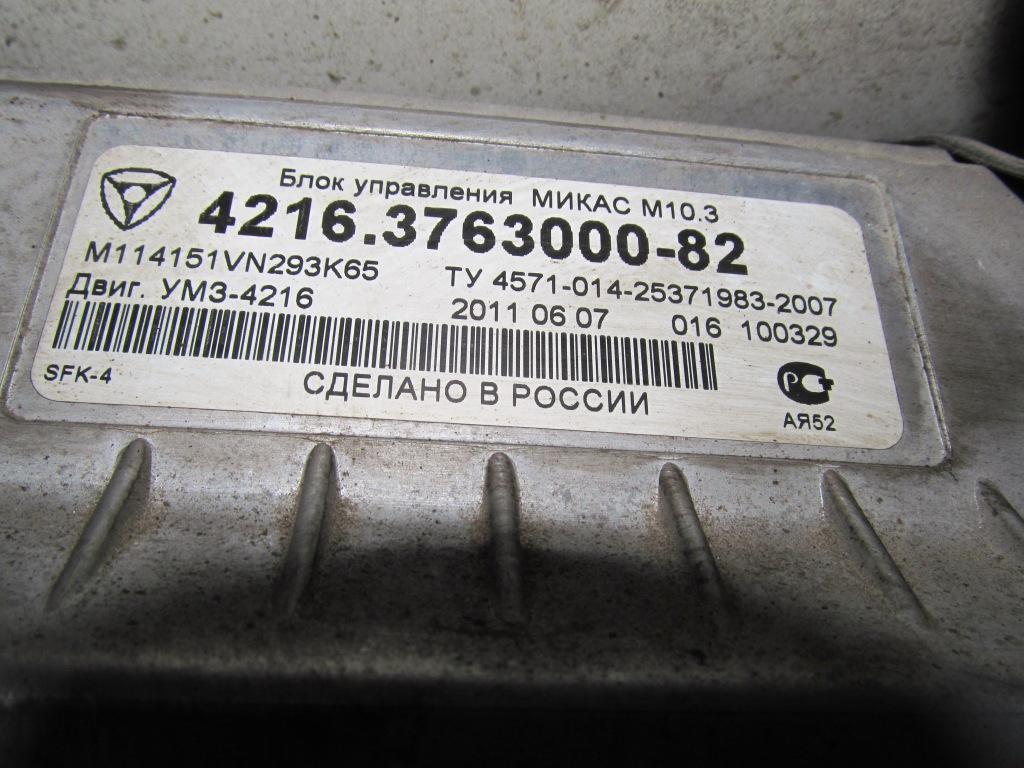 Блок управления МИКАС М10.3
4216.3763000-82
M114151VN293K65 ТУ 4571-014-25371983-2007
Двиг. УМЗ-4216 2011 06 07 016 100329
SFK-4 СДЕЛАНО В РОССИИ
АЯ52